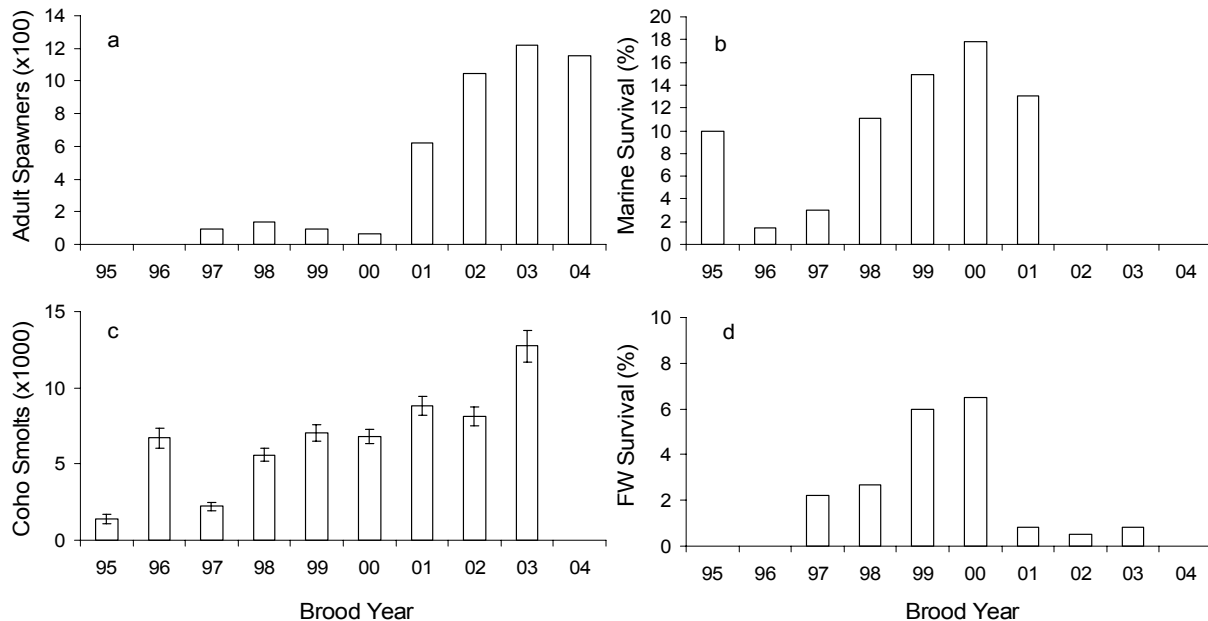 a
Adult Spawners (x100)
14
12
10
8
6
4
2
0
95 96 97 98 99 00 01 02 03 04
b
Marine Survival (%)
20
18
16
14
12
10
8
6
4
2
0
95 96 97 98 99 00 01 02 03 04
c
Coho Smolts (x1000)
15
10
5
0
95 96 97 98 99 00 01 02 03 04
Brood Year
d
FW Survival (%)
10
8
6
4
2
0
95 96 97 98 99 00 01 02 03 04
Brood Year